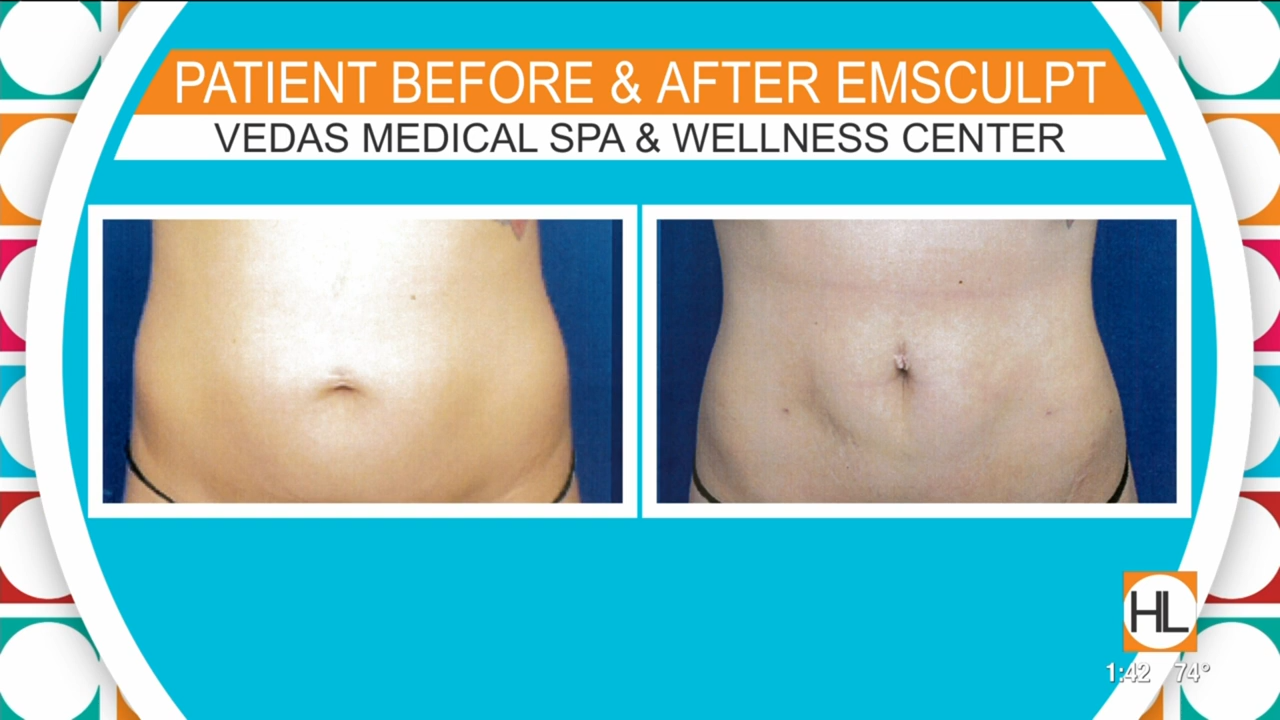 PATIENT BEFORE & AFTER EMSCULPT
VEDAS MEDICAL SPA & WELLNESS CENTER
HL
1:42 74°